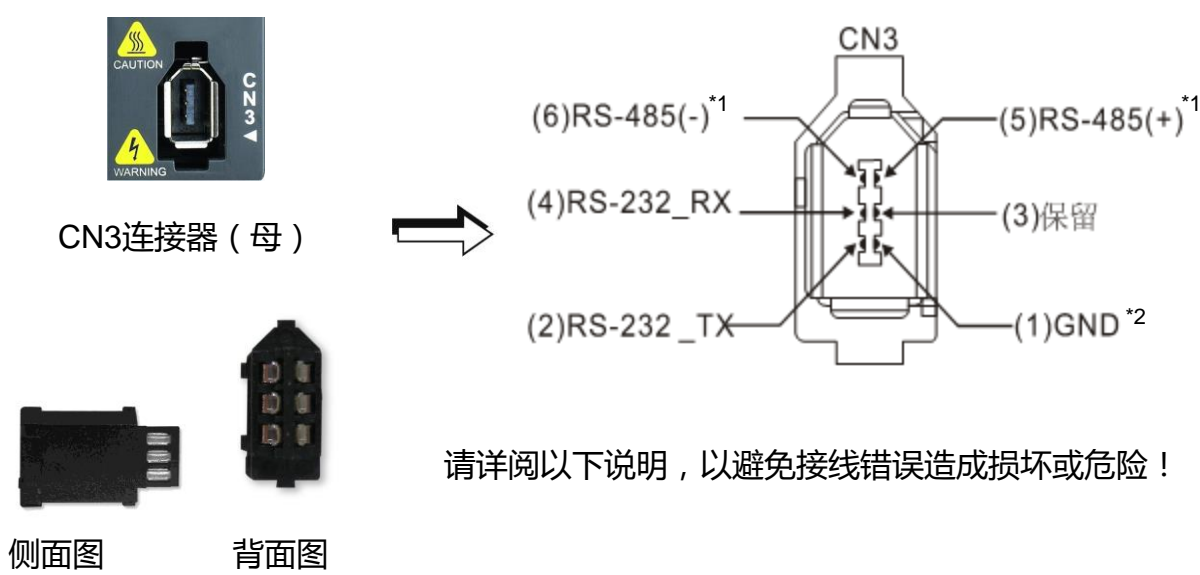 CAUTION
CN3◄
WARNING
CN3连接器（母）
CN3
(6)RS-485(-)*1
(5)RS-485(+)*1
(4)RS-232_RX
(3)保留
(2)RS-232 _TX
(1)GND *2
请详阅以下说明，以避免接线错误造成损坏或危险！
侧面图
背面图